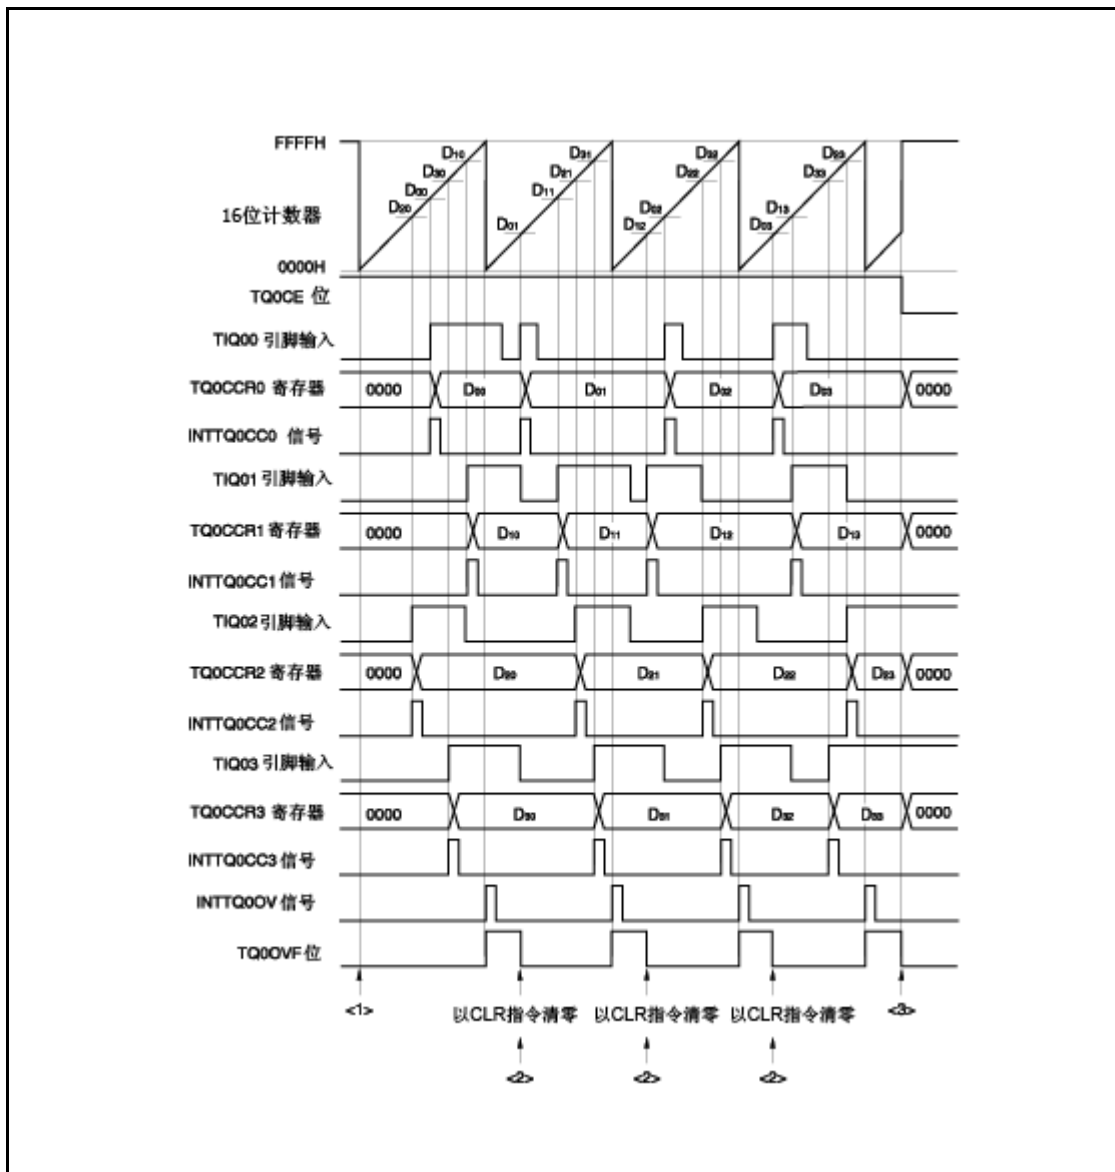 FFFFH
D10 D31 D32 D23
D30 D21 D22 D33
D00 D11 D02 D13
D20 D01 D12 D03
16位计数器
0000H
TQ0CE 位
TIQ00 引脚输入
TQ0CCR0 寄存器 0000 D00 D01 D02 D03 0000
INTTQ0CC0 信号
TIQ01 引脚输入
TQ0CCR1 寄存器 0000 D10 D11 D12 D13 0000
INTTQ0CC1 信号
TIQ02 引脚输入
TQ0CCR2 寄存器 0000 D20 D21 D22 D23 0000
INTTQ0CC2 信号
TIQ03 引脚输入
TQ0CCR3 寄存器 0000 D30 D31 D32 D33 0000
INTTQ0CC3 信号
INTTQ0OV 信号
TQ0OVF 位
<1> 以CLR指令清零 以CLR指令清零 以CLR指令清零 <3>
<2> <2> <2>